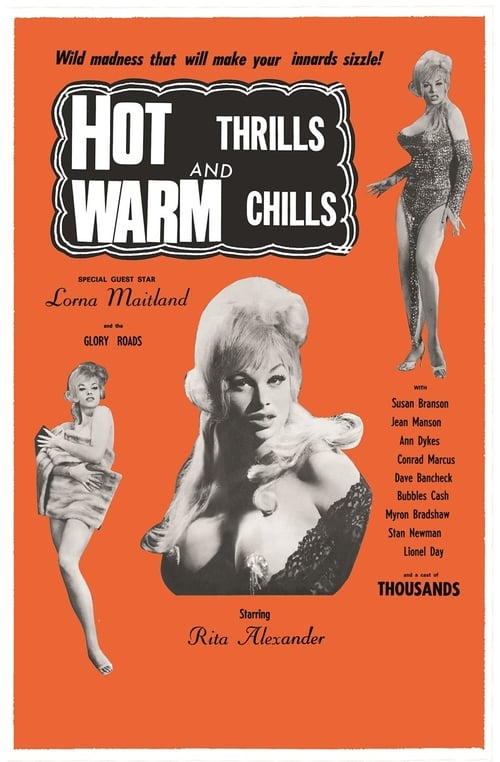 Wild madness that will make your innards sizzle!
HOT THRILLS
AND
WARM CHILLS
SPECIAL GUEST STAR
Lorna Maitland
and the
GLORY ROADS
WITH
Susan Branson
Jean Manson
Ann Dykes
Conrad Marcus
Dave Bancheck
Bubbles Cash
Myron Bradshaw
Stan Newman
Lionel Day
and a cast of
THOUSANDS
Starring
Rita Alexander